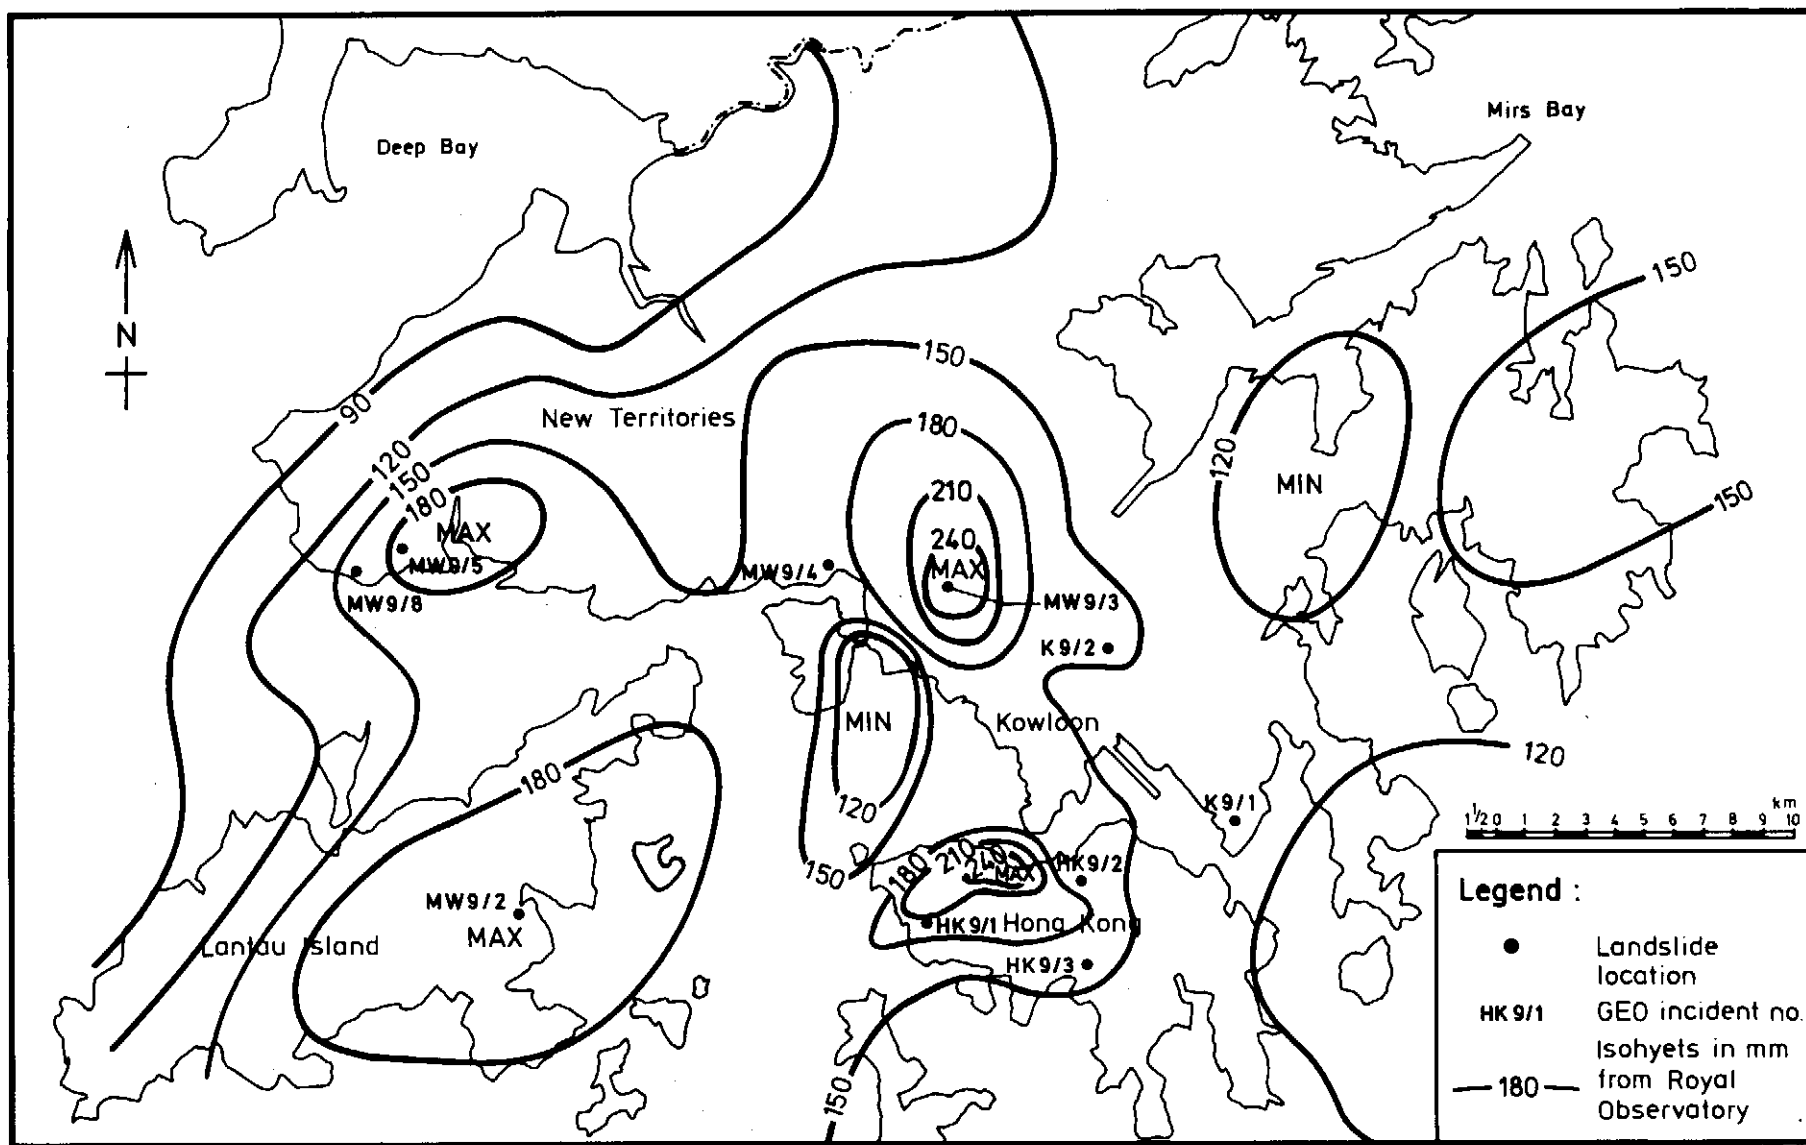 Mirs Bay
Deep Bay
N
150
90
New Territories
150
120
180
150
120
180
210
MIN
150
MAX
240
MW9/5
MW9/4
MAX
MW9/8
MW9/3
K9/2
MIN
Kowloon
180
120
120
K9/1
km
1 1/2 0 1 2 3 4 5 6 7 8 9 10
150
180
210
240
MAX
HK9/2
MW9/2
MAX
Lantau Island
HK9/1
Hong Kong
HK9/3
150
Legend :
Landslide
location
HK9/1 GEO incident no.
Isohyets in mm
180 from Royal
Observatory